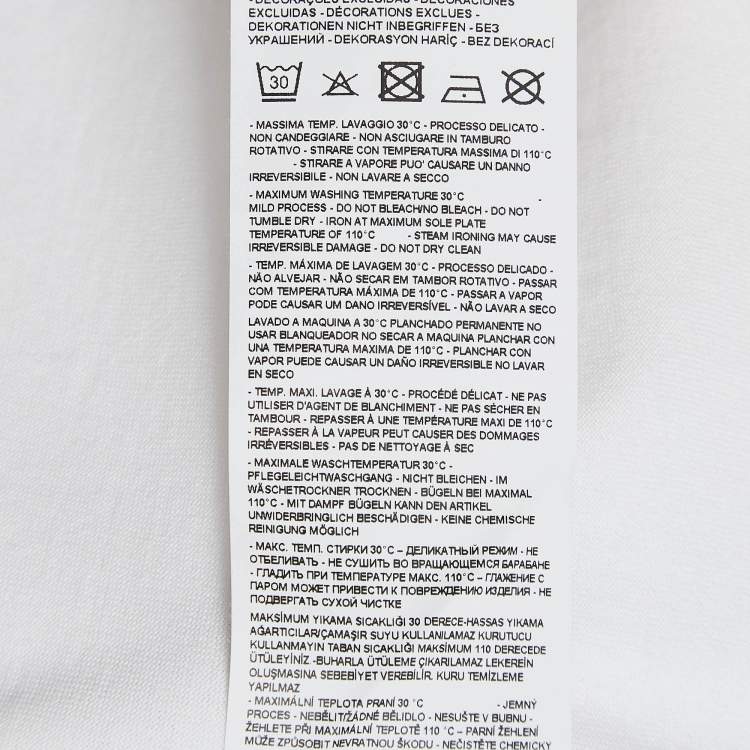 - DECORAÇÕES EXCLUÍDAS - DECORACIONES
EXCLUIDAS - DÉCORATIONS EXCLUES -
DEKORATIONEN NICHT INBEGRIFFEN - БЕЗ
УКРАШЕНИЙ - DEKORASYON HARİÇ - BEZ DEKORACÍ
30
- MASSIMA TEMP. LAVAGGIO 30°C - PROCESSO DELICATO -
NON CANDEGGIARE - NON ASCIUGARE IN TAMBURO
ROTATIVO - STIRARE CON TEMPERATURA MASSIMA DI 110°C
- STIRARE A VAPORE PUO' CAUSARE UN DANNO
IRREVERSIBILE - NON LAVARE A SECCO
- MAXIMUM WASHING TEMPERATURE 30°C -
MILD PROCESS - DO NOT BLEACH/NO BLEACH - DO NOT
TUMBLE DRY - IRON AT MAXIMUM SOLE PLATE
TEMPERATURE OF 110°C - STEAM IRONING MAY CAUSE
IRREVERSIBLE DAMAGE - DO NOT DRY CLEAN
- TEMP. MÁXIMA DE LAVAGEM 30°C - PROCESSO DELICADO -
NÃO ALVEJAR - NÃO SECAR EM TAMBOR ROTATIVO - PASSAR
COM TEMPERATURA MÁXIMA DE 110°C - PASSAR A VAPOR
PODE CAUSAR UM DANO IRREVERSÍVEL - NÃO LAVAR A SECO
LAVADO A MAQUINA A 30°C PLANCHADO PERMANENTE NO
USAR BLANQUEADOR NO SECAR A MAQUINA PLANCHAR CON
UNA TEMPERATURA MAXIMA DE 110°C - PLANCHAR CON
VAPOR PUEDE CAUSAR UN DAÑO IRREVERSIBLE NO LAVAR
EN SECO
- TEMP. MAXI. LAVAGE À 30°C - PROCÉDÉ DÉLICAT - NE PAS
UTILISER D'AGENT DE BLANCHIMENT - NE PAS SÉCHER EN
TAMBOUR - REPASSER À UNE TEMPÉRATURE MAXI DE 110°C
- REPASSER À LA VAPEUR PEUT CAUSER DES DOMMAGES
IRRÉVERSIBLES - PAS DE NETTOYAGE À SEC
- MAXIMALE WASCHTEMPERATUR 30°C -
PFLEGELEICHTWASCHGANG - NICHT BLEICHEN - IM
WÄSCHETROCKNER TROCKNEN - BÜGELN BEI MAXIMAL
110°C - MIT DAMPF BÜGELN KANN DEN ARTIKEL
UNWIDERBRINGLICH BESCHÄDIGEN - KEINE CHEMISCHE
REINIGUNG MÖGLICH
- МАКС. ТЕМП. СТИРКИ 30°C – ДЕЛИКАТНЫЙ РЕЖИМ - НЕ
ОТБЕЛИВАТЬ - НЕ СУШИТЬ ВО ВРАЩАЮЩЕМСЯ БАРАБАНЕ
- ГЛАДИТЬ ПРИ ТЕМПЕРАТУРЕ МАКС. 110°C – ГЛАЖЕНИЕ С
ПАРОМ МОЖЕТ ПРИВЕСТИ К ПОВРЕЖДЕНИЮ ИЗДЕЛИЯ - НЕ
ПОДВЕРГАТЬ СУХОЙ ЧИСТКЕ
MAKSİMUM YIKAMA SICAKLIĞI 30 DERECE-HASSAS YIKAMA
AĞARTICILAR/ÇAMAŞIR SUYU KULLANILAMAZ KURUTUCU
KULLANMAYIN TABAN SICAKLIĞI MAKSİMUM 110 DERECEDE
ÜTÜLEYİNİZ -BUHARLA ÜTÜLEME ÇIKARILAMAZ LEKERİN
OLUŞMASINA SEBEBİYET VEREBİLİR. KURU TEMİZLEME
YAPILMAZ
- MAXIMÁLNÍ TEPLOTA PRANÍ 30 °C - JEMNÝ
PROCES - NEBĚLIT/ŽÁDNÉ BĚLIDLO - NESUŠTE V BUBNU -
ŽEHLETE PŘI MAXIMÁLNÍ TEPLOTĚ 110 °C – PARNÍ ŽEHLENÍ
MŮŽE ZPŮSOBIT NEVRATNOU ŠKODU - NEČISTĚTE CHEMICKY